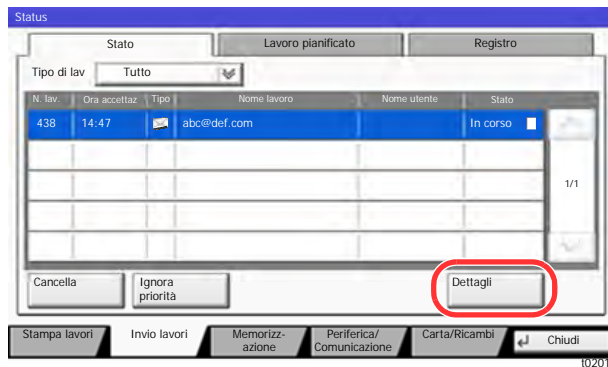 Status
Stato Lavoro pianificato Registro
Tipo di lav Tutto
N. lav. Ora accettaz Tipo Nome lavoro Nome utente Stato
438 14:47 abc@def.com In corso
1/1
Cancella Ignora priorità Dettagli
Stampa lavori Invio lavori Memorizz-azione Periferica/Comunicazione Carta/Ricambi Chiudi
t0201